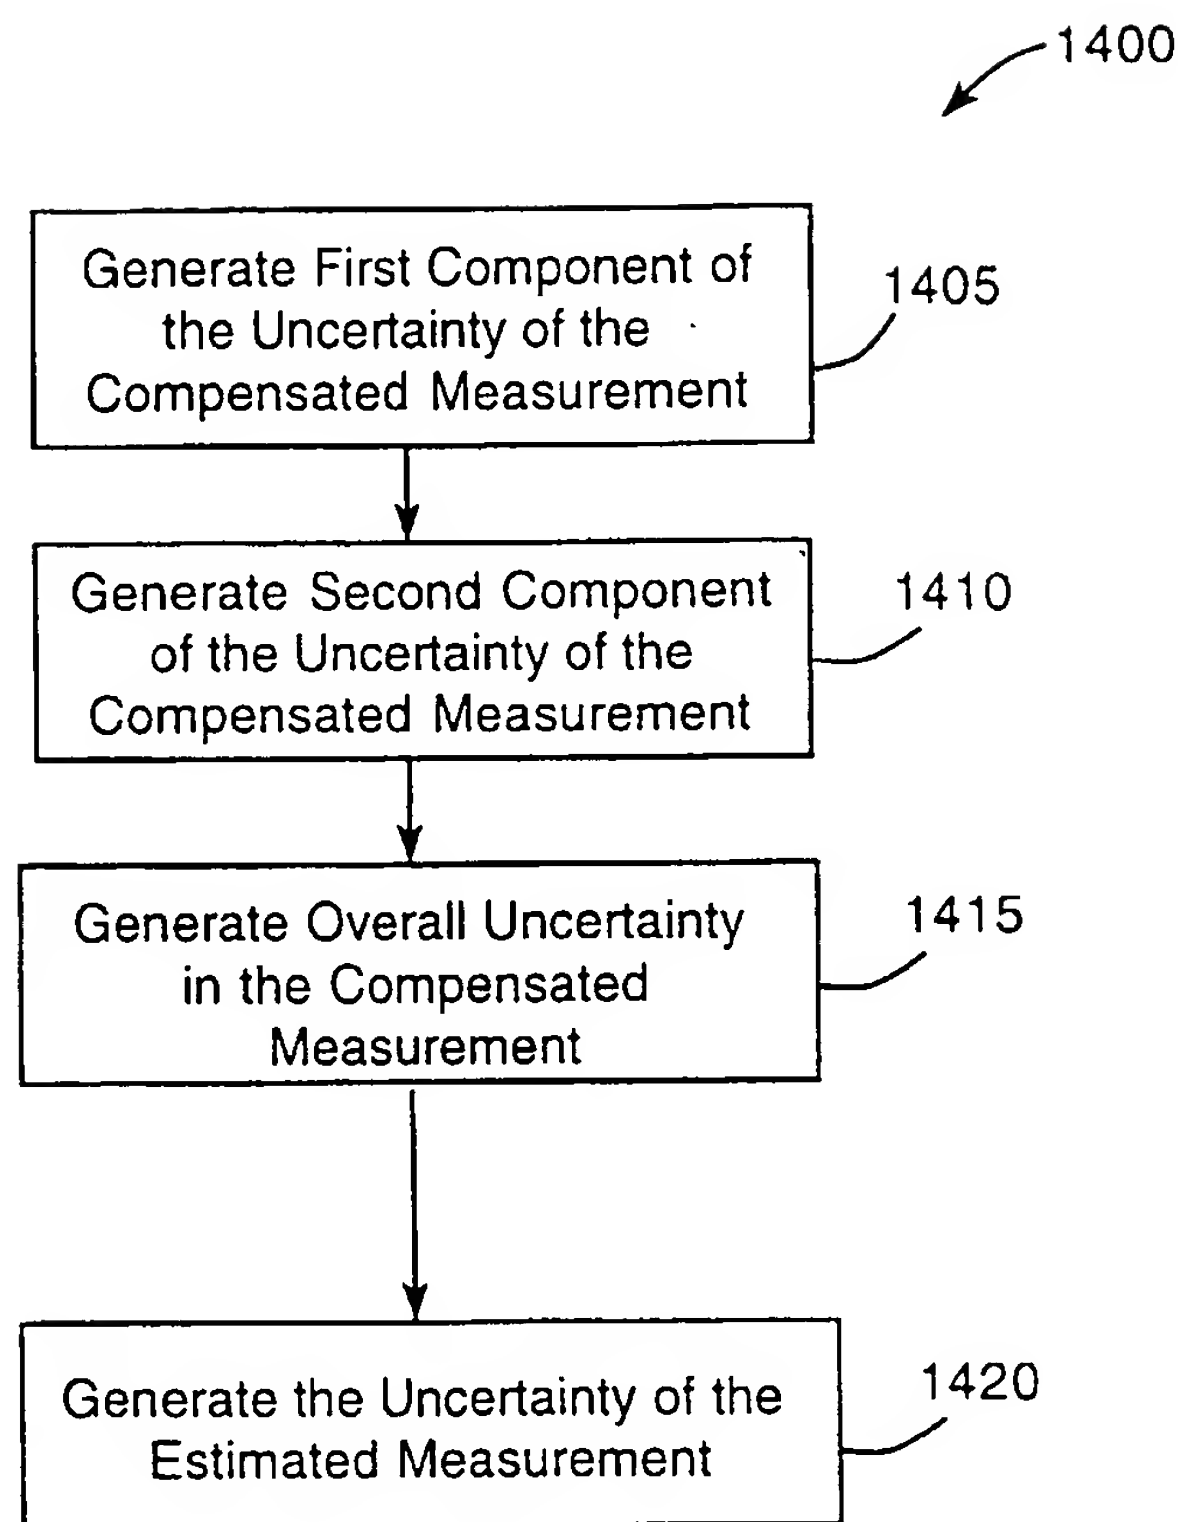 1400
Generate First Component of
the Uncertainty of the
Compensated Measurement
1405
Generate Second Component
of the Uncertainty of the
Compensated Measurement
1410
Generate Overall Uncertainty
in the Compensated
Measurement
1415
Generate the Uncertainty of the
Estimated Measurement
1420